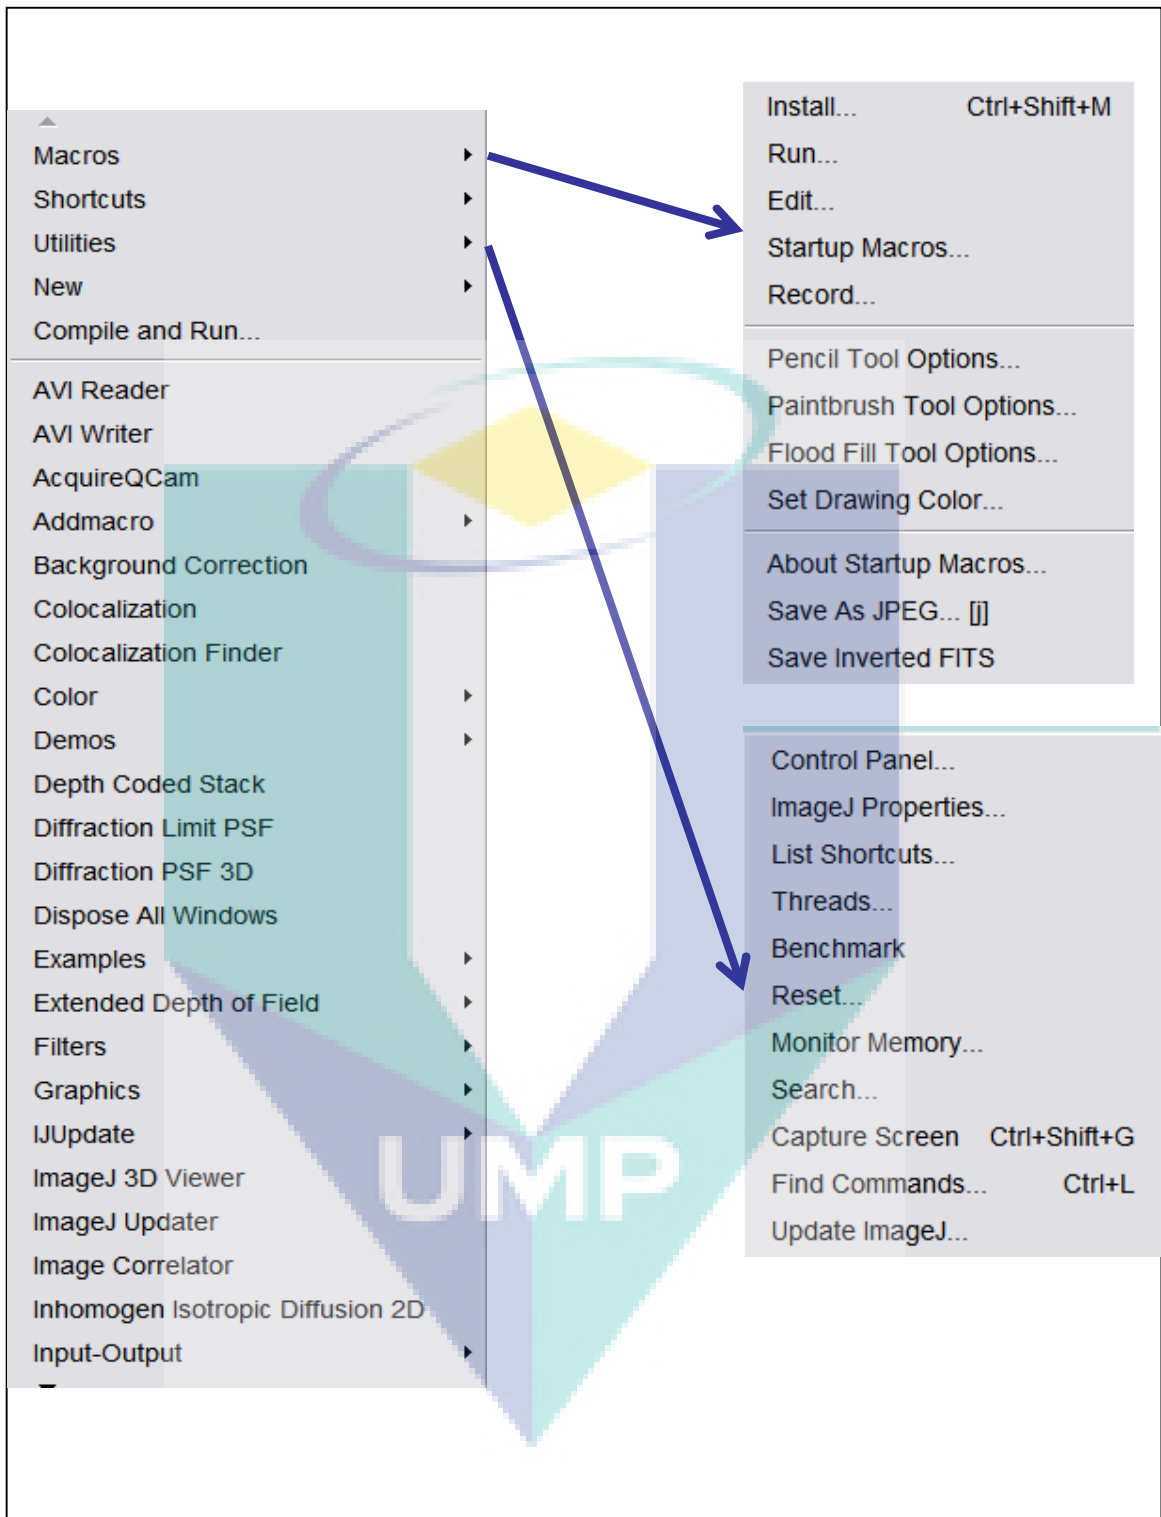 Macros
Shortcuts
Utilities
New
Compile and Run...
AVI Reader
AVI Writer
AcquireQCam
Addmacro
Background Correction
Colocalization
Colocalization Finder
Color
Demos
Depth Coded Stack
Diffraction Limit PSF
Diffraction PSF 3D
Dispose All Windows
Examples
Extended Depth of Field
Filters
Graphics
IJUpdate
ImageJ 3D Viewer
ImageJ Updater
Image Correlator
Inhomogen Isotropic Diffusion 2D
Input-Output
Install... Ctrl+Shift+M
Run...
Edit...
Startup Macros...
Record...
Pencil Tool Options...
Paintbrush Tool Options...
Flood Fill Tool Options...
Set Drawing Color...
About Startup Macros...
Save As JPEG... [j]
Save Inverted FITS
Control Panel...
ImageJ Properties...
List Shortcuts...
Threads...
Benchmark
Reset...
Monitor Memory...
Search...
Capture Screen Ctrl+Shift+G
Find Commands... Ctrl+L
Update ImageJ...
UMP